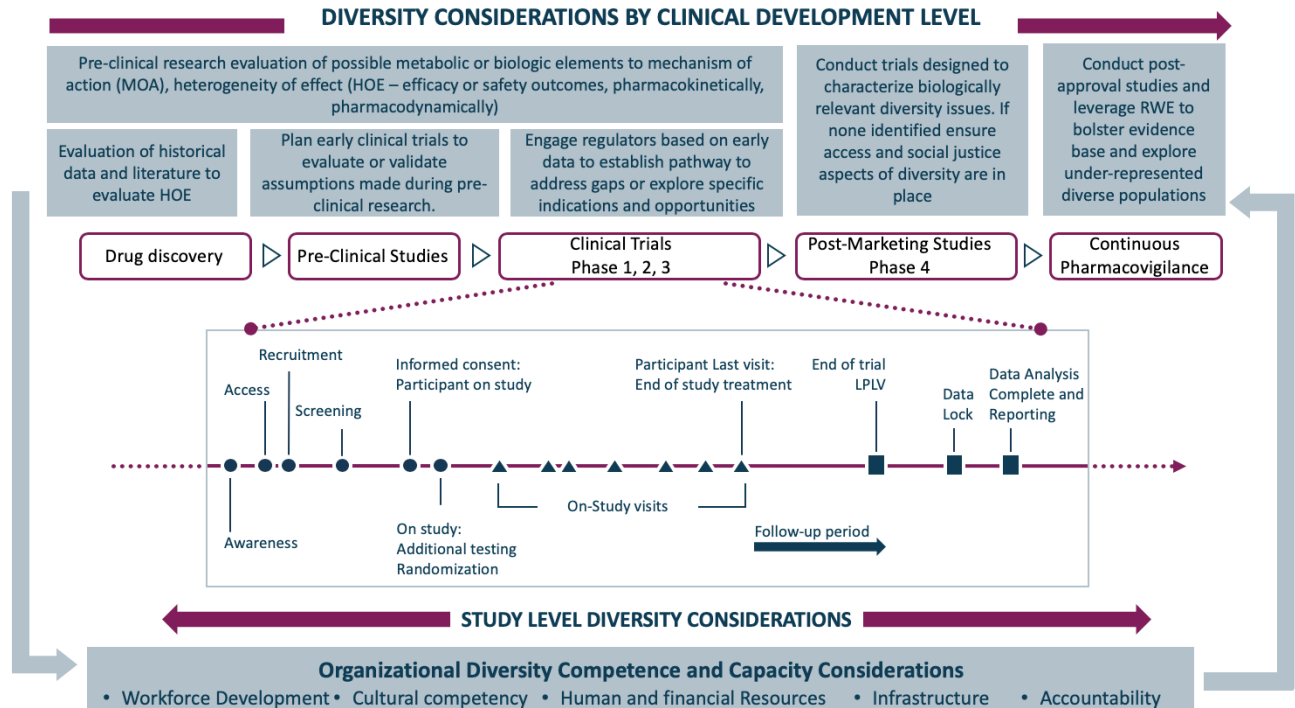 DIVERSITY CONSIDERATIONS BY CLINICAL DEVELOPMENT LEVEL
Pre-clinical research evaluation of possible metabolic or biologic elements to mechanism of
action (MOA), heterogeneity of effect (HOE – efficacy or safety outcomes, pharmacokinetically,
pharmacodynamically)
Evaluation of historical
data and literature to
evaluate HOE
Plan early clinical trials to
evaluate or validate
assumptions made during pre-
clinical research.
Engage regulators based on early
data to establish pathway to
address gaps or explore specific
indications and opportunities
Conduct trials designed to
characterize biologically
relevant diversity issues. If
none identified ensure
access and social justice
aspects of diversity are in
place
Conduct post-
approval studies and
leverage RWE to
bolster evidence
base and explore
under-represented
diverse populations
Drug discovery
Pre-Clinical Studies
Clinical Trials
Phase 1, 2, 3
Post-Marketing Studies
Phase 4
Continuous
Pharmacovigilance
Awareness
Access
Recruitment
Screening
Informed consent:
Participant on study
On study:
Additional testing
Randomization
On-Study visits
Participant Last visit:
End of study treatment
Follow-up period
End of trial
LPLV
Data
Lock
Data Analysis
Complete and
Reporting
STUDY LEVEL DIVERSITY CONSIDERATIONS
Organizational Diversity Competence and Capacity Considerations
• Workforce Development • Cultural competency • Human and financial Resources • Infrastructure • Accountability